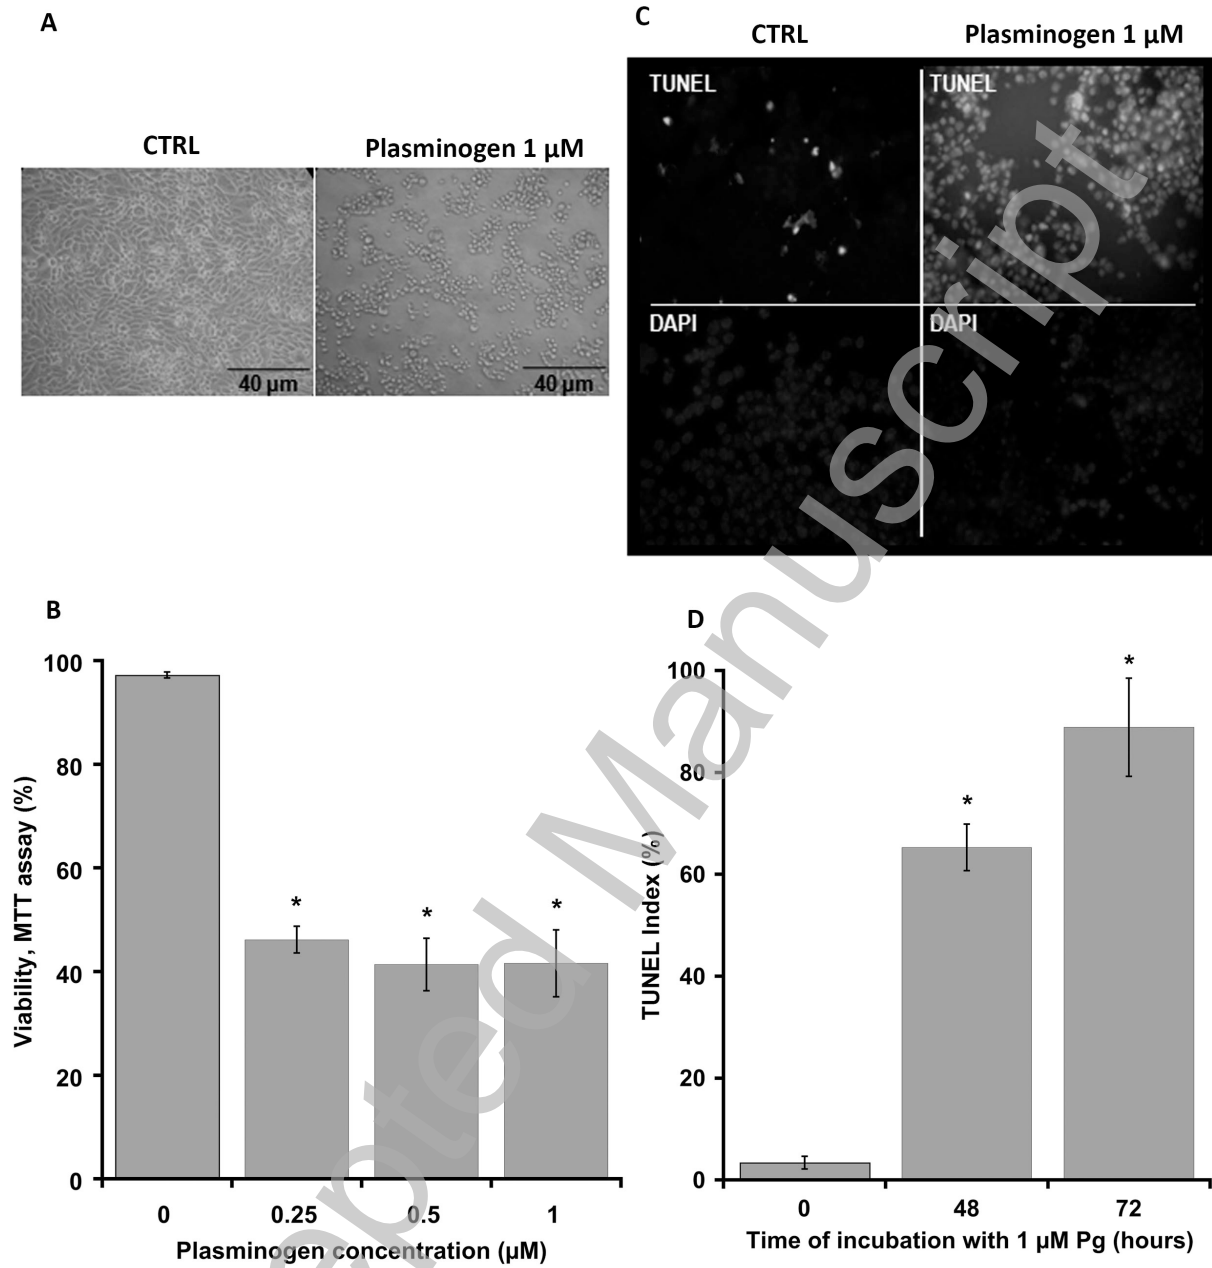 A
CTRL
Plasminogen 1 µM
40 µm
40 µm
C
CTRL
Plasminogen 1 µM
TUNEL
TUNEL
DAPI
DAPI
B
100
80
60
40
20
0
Viability, MTT assay (%)
*
*
*
0
0.25
0.5
1
Plasminogen concentration (µM)
D
100
80
60
40
20
0
TUNEL Index (%)
*
*
0
48
72
Time of incubation with 1 µM Pg (hours)
epted Manuscript